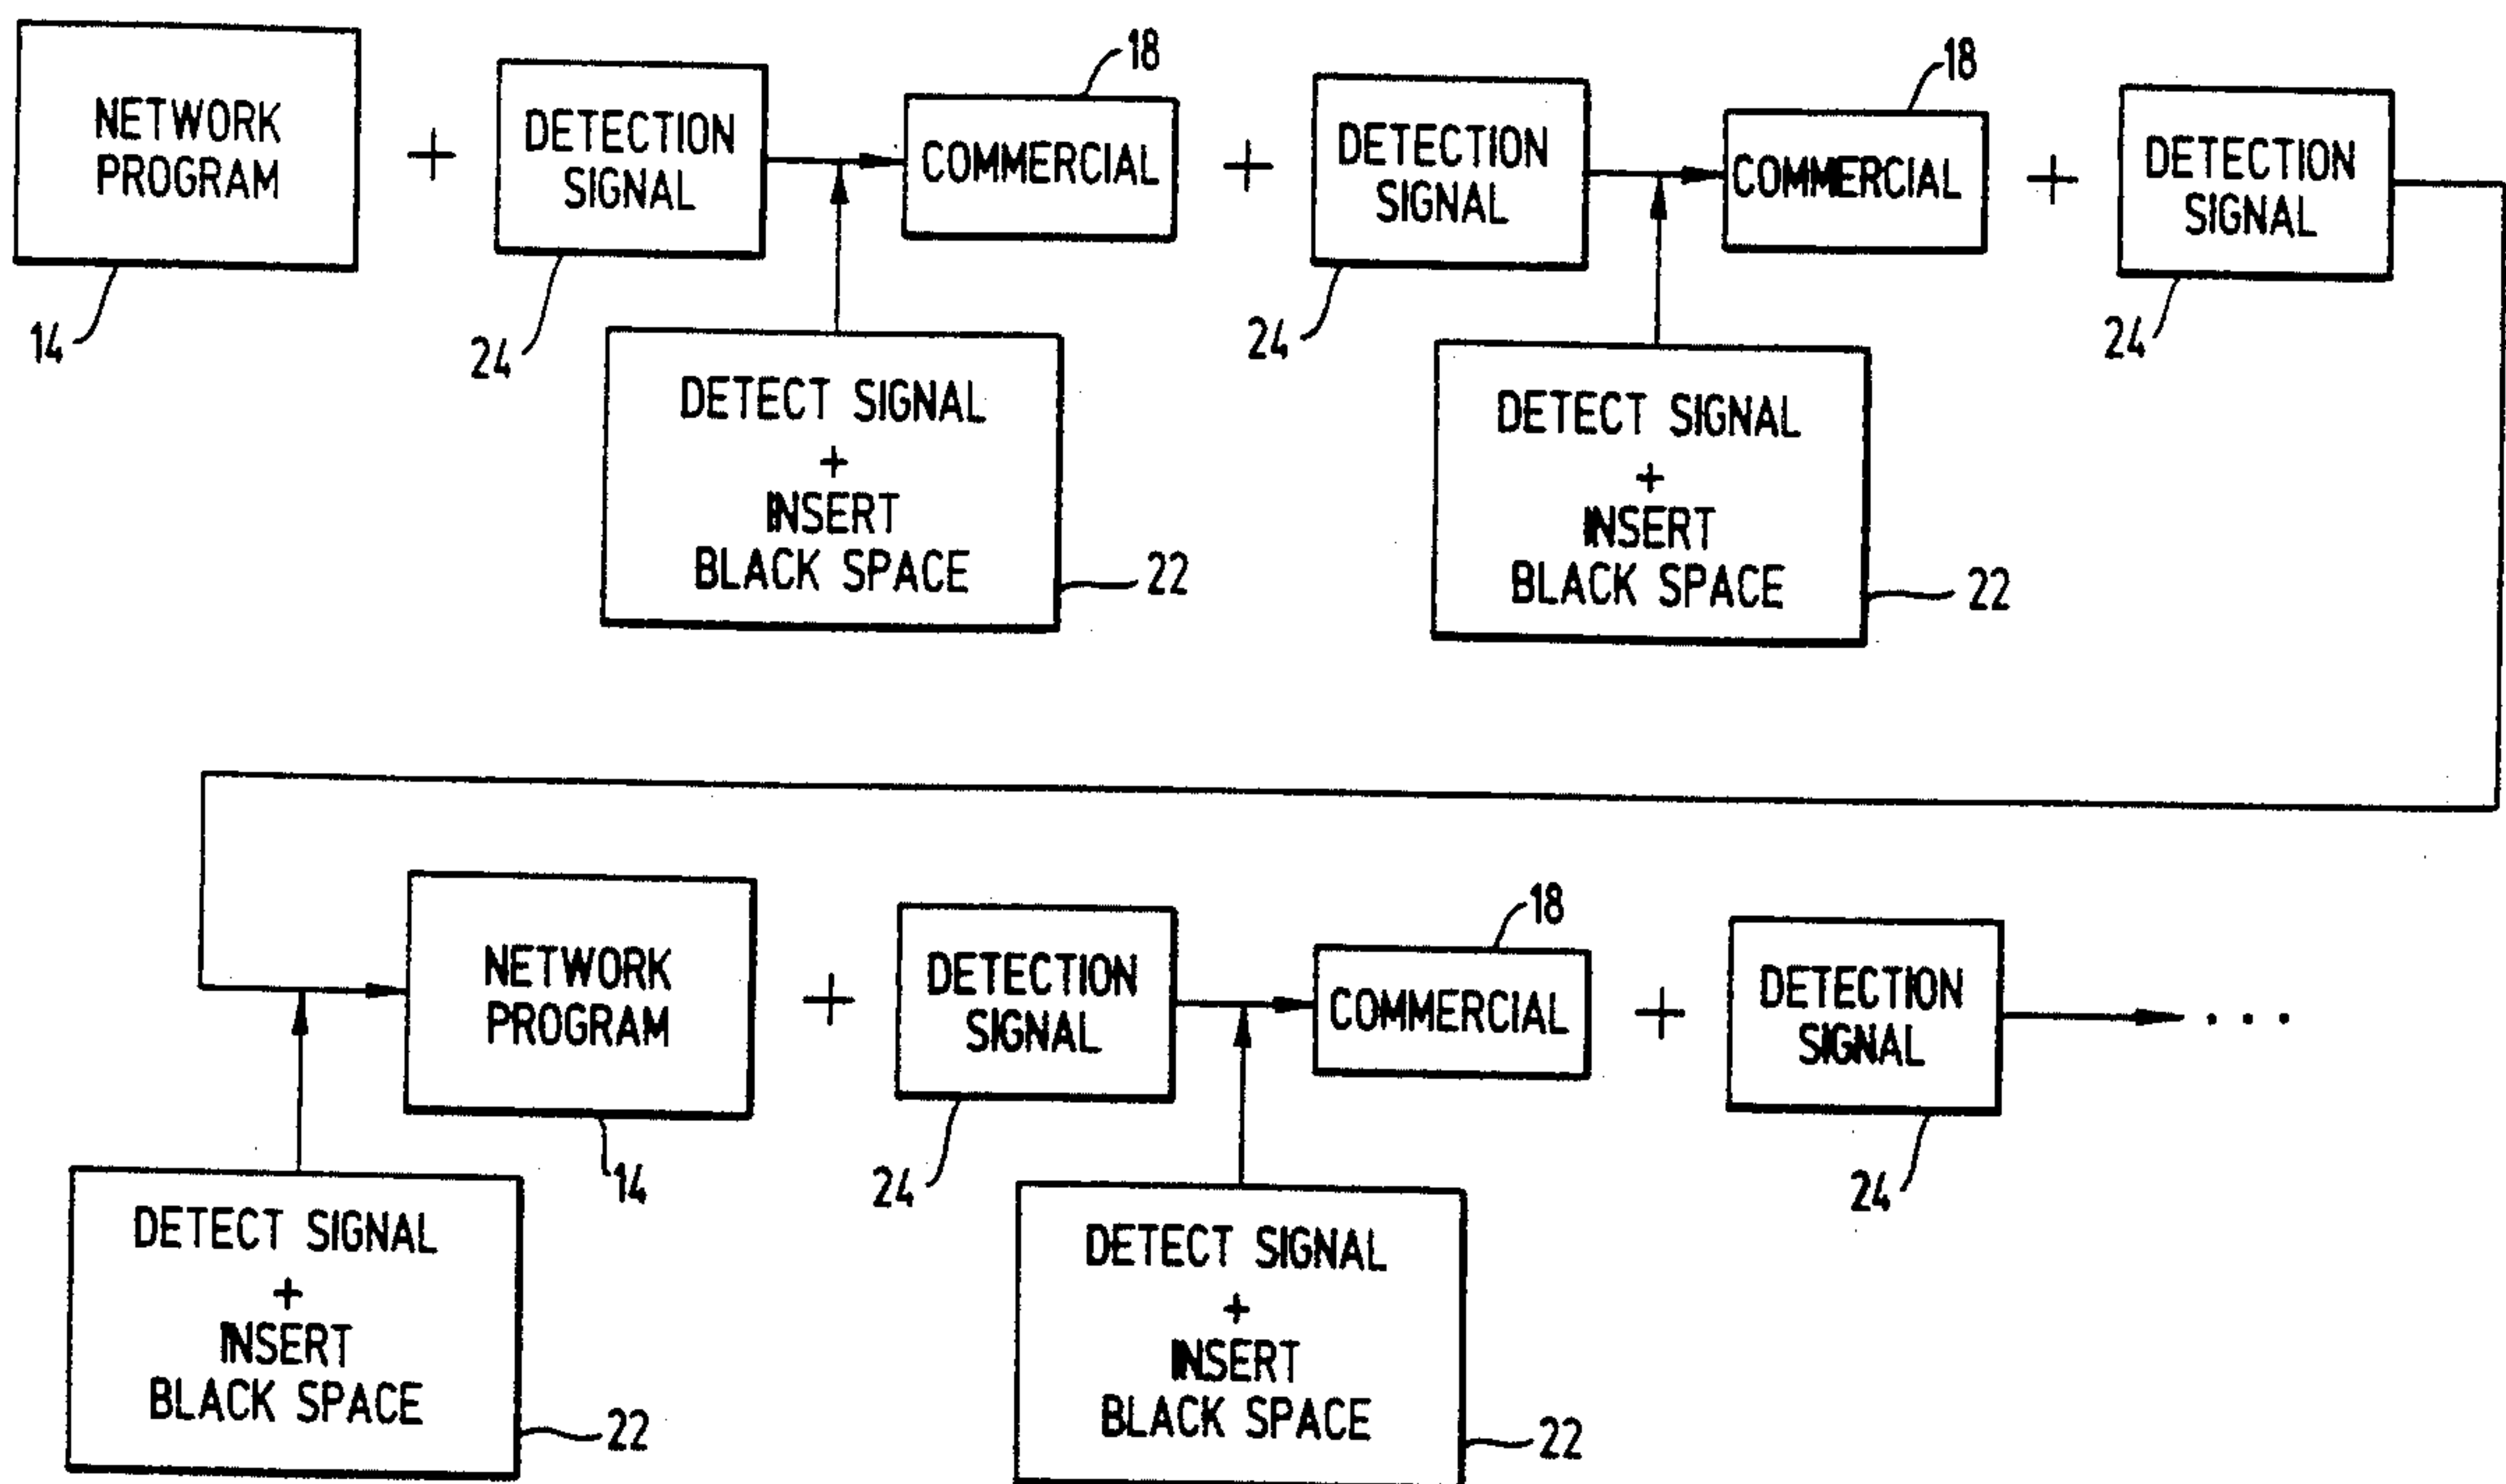 NETWORK
PROGRAM
14
+
DETECTION
SIGNAL
24
COMMERCIAL
18
+
DETECTION
SIGNAL
24
COMMERCIAL
18
+
DETECTION
SIGNAL
24
DETECT SIGNAL
+
INSERT
BLACK SPACE
22
DETECT SIGNAL
+
INSERT
BLACK SPACE
22
NETWORK
PROGRAM
14
+
DETECTION
SIGNAL
24
COMMERCIAL
18
+
DETECTION
SIGNAL
24
. . .
DETECT SIGNAL
+
INSERT
BLACK SPACE
22
DETECT SIGNAL
+
INSERT
BLACK SPACE
22